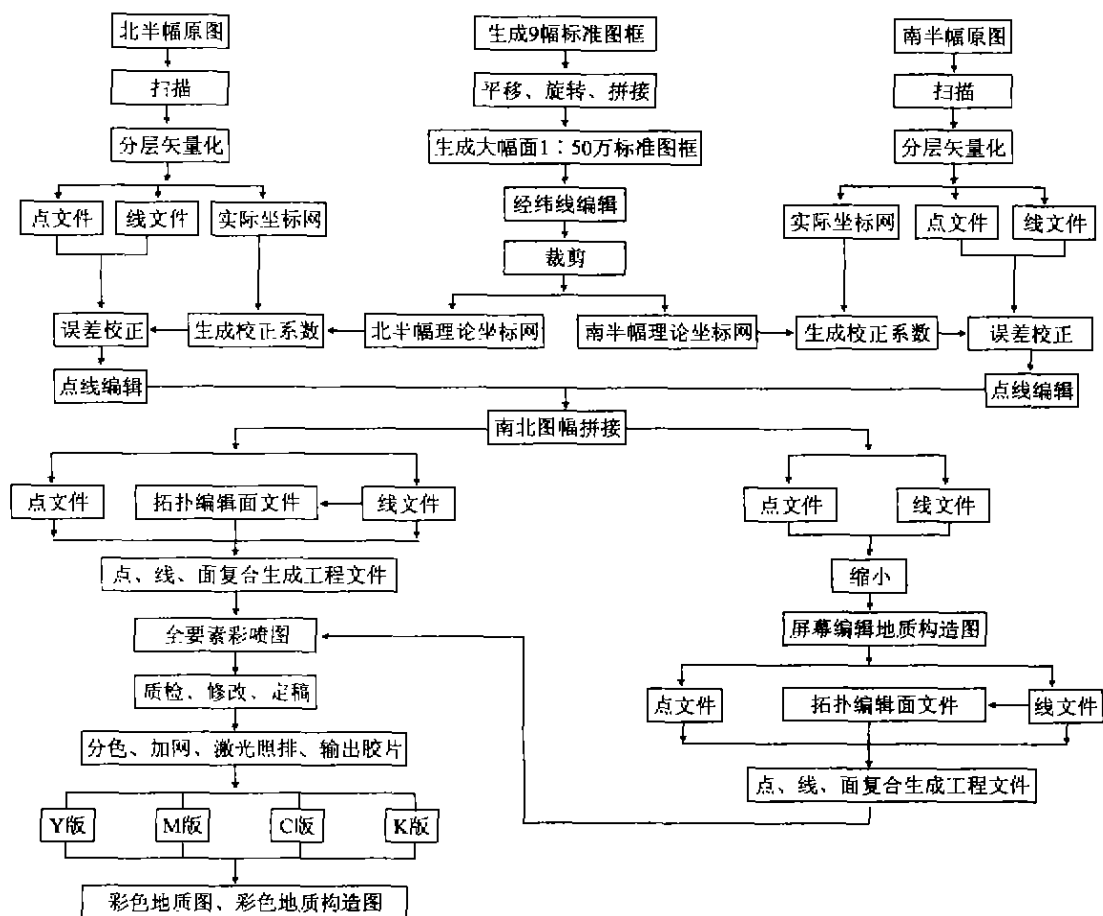 北半幅原图
生成9幅标准图框
南半幅原图
扫描
平移、旋转、拼接
扫描
分层矢量化
生成大幅面1：50万标准图框
分层矢量化
点文件
线文件
实际坐标网
经纬线编辑
实际坐标网
点文件
线文件
裁剪
误差校正
生成校正系数
北半幅理论坐标网
南半幅理论坐标网
生成校正系数
误差校正
点线编辑
点线编辑
南北图幅拼接
点文件
拓扑编辑面文件
线文件
点文件
线文件
点、线、面复合生成工程文件
缩小
全要素彩喷图
屏幕编辑地质构造图
质检、修改、定稿
点文件
拓扑编辑面文件
线文件
分色、加网、激光照排、输出胶片
点、线、面复合生成工程文件
Y版
M版
C版
K版
彩色地质图、彩色地质构造图